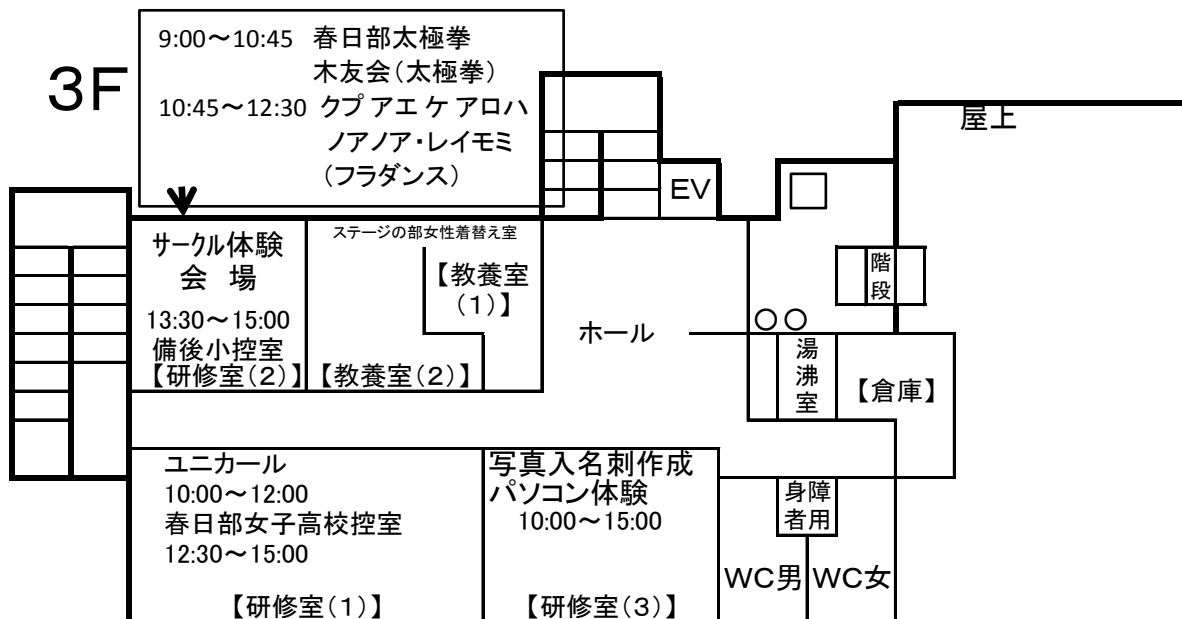 3F
9:00～10:45 春日部太極拳
木友会(太極拳)
10:45～12:30 クプ アエ ケ アロハ
ノアノア・レイモミ
(フラダンス)
屋上
EV
サークル体験
会 場
13:30～15:00
備後小控室
【研修室(2)】
ステージの部女性着替え室
【教養室
(1)】
【教養室(2)】
ホール
階
段
湯
沸
室
【倉庫】
ユニカール
10:00～12:00
春日部女子高校控室
12:30～15:00
【研修室(1)】
写真入名刺作成
パソコン体験
10:00～15:00
【研修室(3)】
身障
者用
WC男
WC女